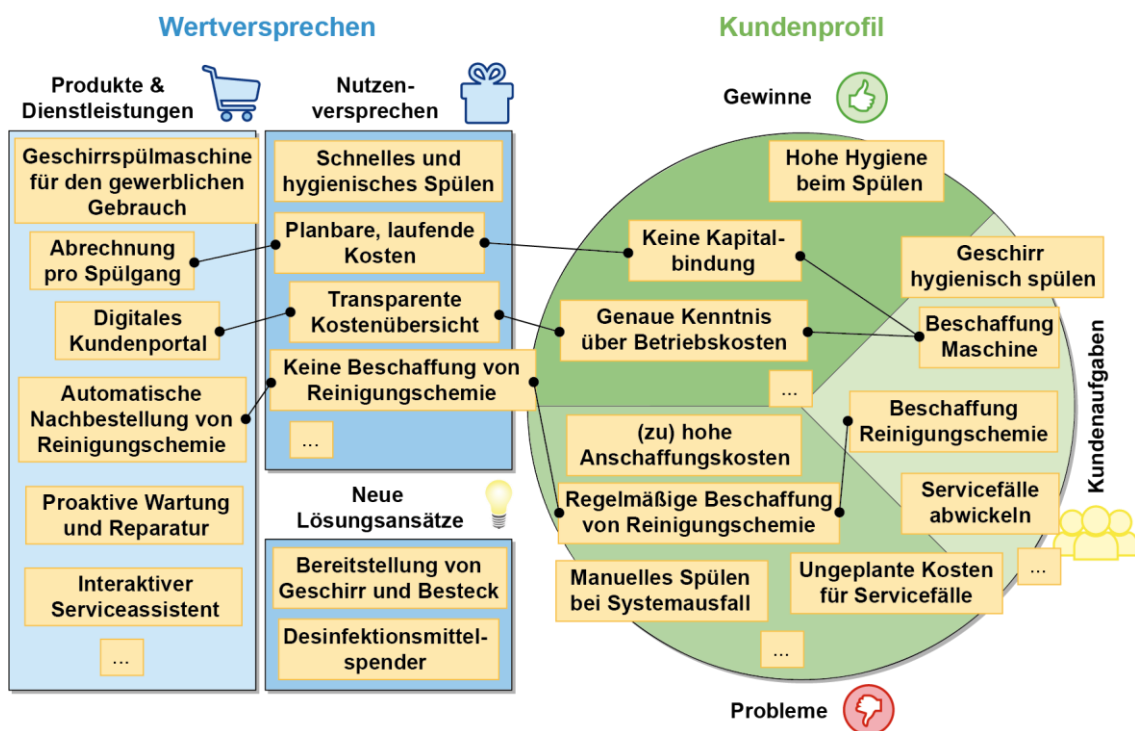 Wertversprechen
Kundenprofil
Produkte &
Dienstleistungen
Nutzen-
versprechen
Gewinne
Geschirrspülmaschine
für den gewerblichen
Gebrauch
Abrechnung
pro Spülgang
Digitales
Kundenportal
Automatische
Nachbestellung von
Reinigungschemie
Proaktive Wartung
und Reparatur
Interaktiver
Serviceassistent
...
Schnelles und
hygienisches Spülen
Planbare, laufende
Kosten
Transparente
Kostenübersicht
Keine Beschaffung von
Reinigungschemie
...
Neue
Lösungsansätze
Bereitstellung von
Geschirr und Besteck
Desinfektionsmittel-
spender
Hohe Hygiene
beim Spülen
Keine Kapital-
bindung
Genaue Kenntnis
über Betriebskosten
...
Geschirr
hygienisch spülen
Beschaffung
Maschine
Beschaffung
Reinigungschemie
Servicefälle
abwickeln
...
Kundenaufgaben
(zu) hohe
Anschaffungskosten
Regelmäßige Beschaffung
von Reinigungschemie
Manuelles Spülen
bei Systemausfall
Ungeplante Kosten
für Servicefälle
...
Probleme